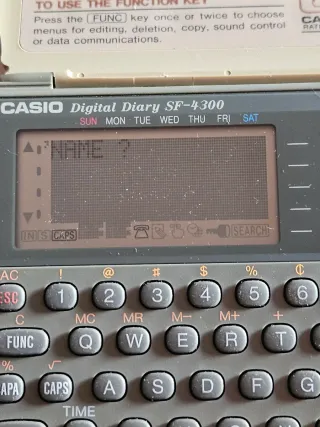 TO USE THE FUNCTION KEY
Press the FUNC key once or twice to choose
menus for editing, deletion, copy, sound control
or data communications.
CASIO Digital Diary SF-4300
SUN MON TUE WED THU FRI SAT
NAME ?
INS CAPS SEARCH
AC ! @ # $ % ₵
ESC 1 2 3 4 5 6
C MC MR M- M+ +
FUNC Q W E R T
% √
CAPS A S D F G
TIME